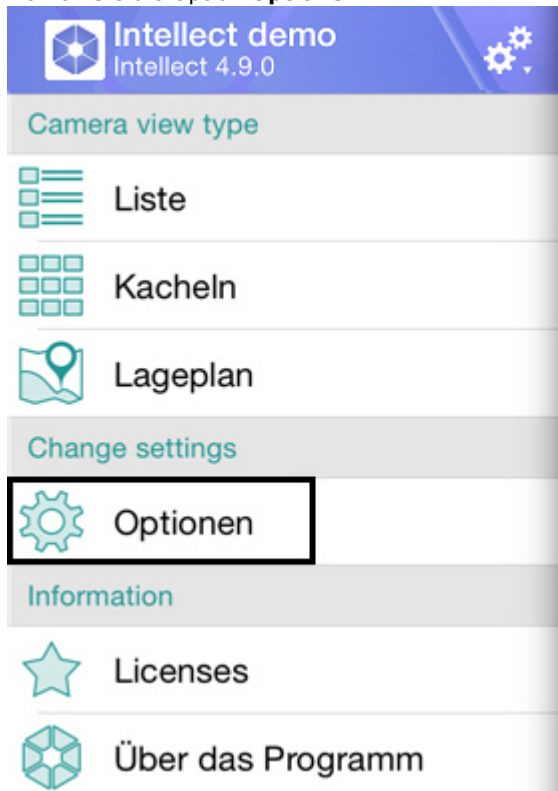 Intellect demo
Intellect 4.9.0
Camera view type
Liste
Kacheln
Lageplan
Change settings
Optionen
Information
Licenses
Über das Programm